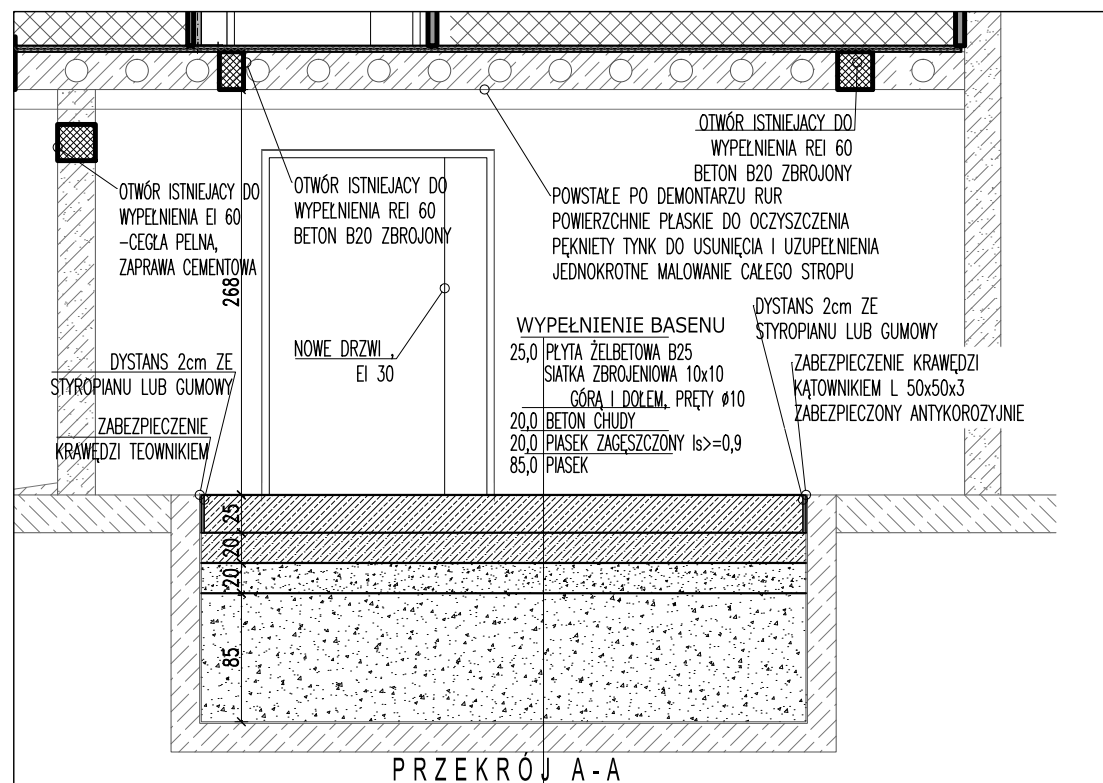 OTWÓR ISTNIEJACY DO
WYPEŁNIENIA REI 60
BETON B20 ZBROJONY
OTWÓR ISTNIEJACY DO
WYPEŁNIENIA EI 60
-CEGŁA PELNA,
ZAPRAWA CEMENTOWA
OTWÓR ISTNIEJACY DO
WYPEŁNIENIA REI 60
BETON B20 ZBROJONY
POWSTAŁE PO DEMONTARZU RUR
POWIERZCHNIE PŁASKIE DO OCZYSZCZENIA
PĘKNIETY TYNK DO USUNIĘCIA I UZUPEŁNIENIA
JEDNOKROTNE MALOWANIE CAŁEGO STROPU
268
NOWE DRZWI ,
EI 30
DYSTANS 2cm ZE
STYROPIANU LUB GUMOWY
ZABEZPIECZENIE
KRAWĘDZI TEOWNIKIEM
WYPEŁNIENIE BASENU
25,0 PŁYTA ŻELBETOWA B25
SIATKA ZBROJENIOWA 10x10
GÓRĄ I DOŁEM, PRĘTY ø10
20,0 BETON CHUDY
20,0 PIASEK ZAGĘSZCZONY Is>=0,9
85,0 PIASEK
DYSTANS 2cm ZE
STYROPIANU LUB GUMOWY
ZABEZPIECZENIE KRAWĘDZI
KĄTOWNIKIEM L 50x50x3
ZABEZPIECZONY ANTYKOROZYJNIE
25
20
20
85
PRZEKRÓJ A-A